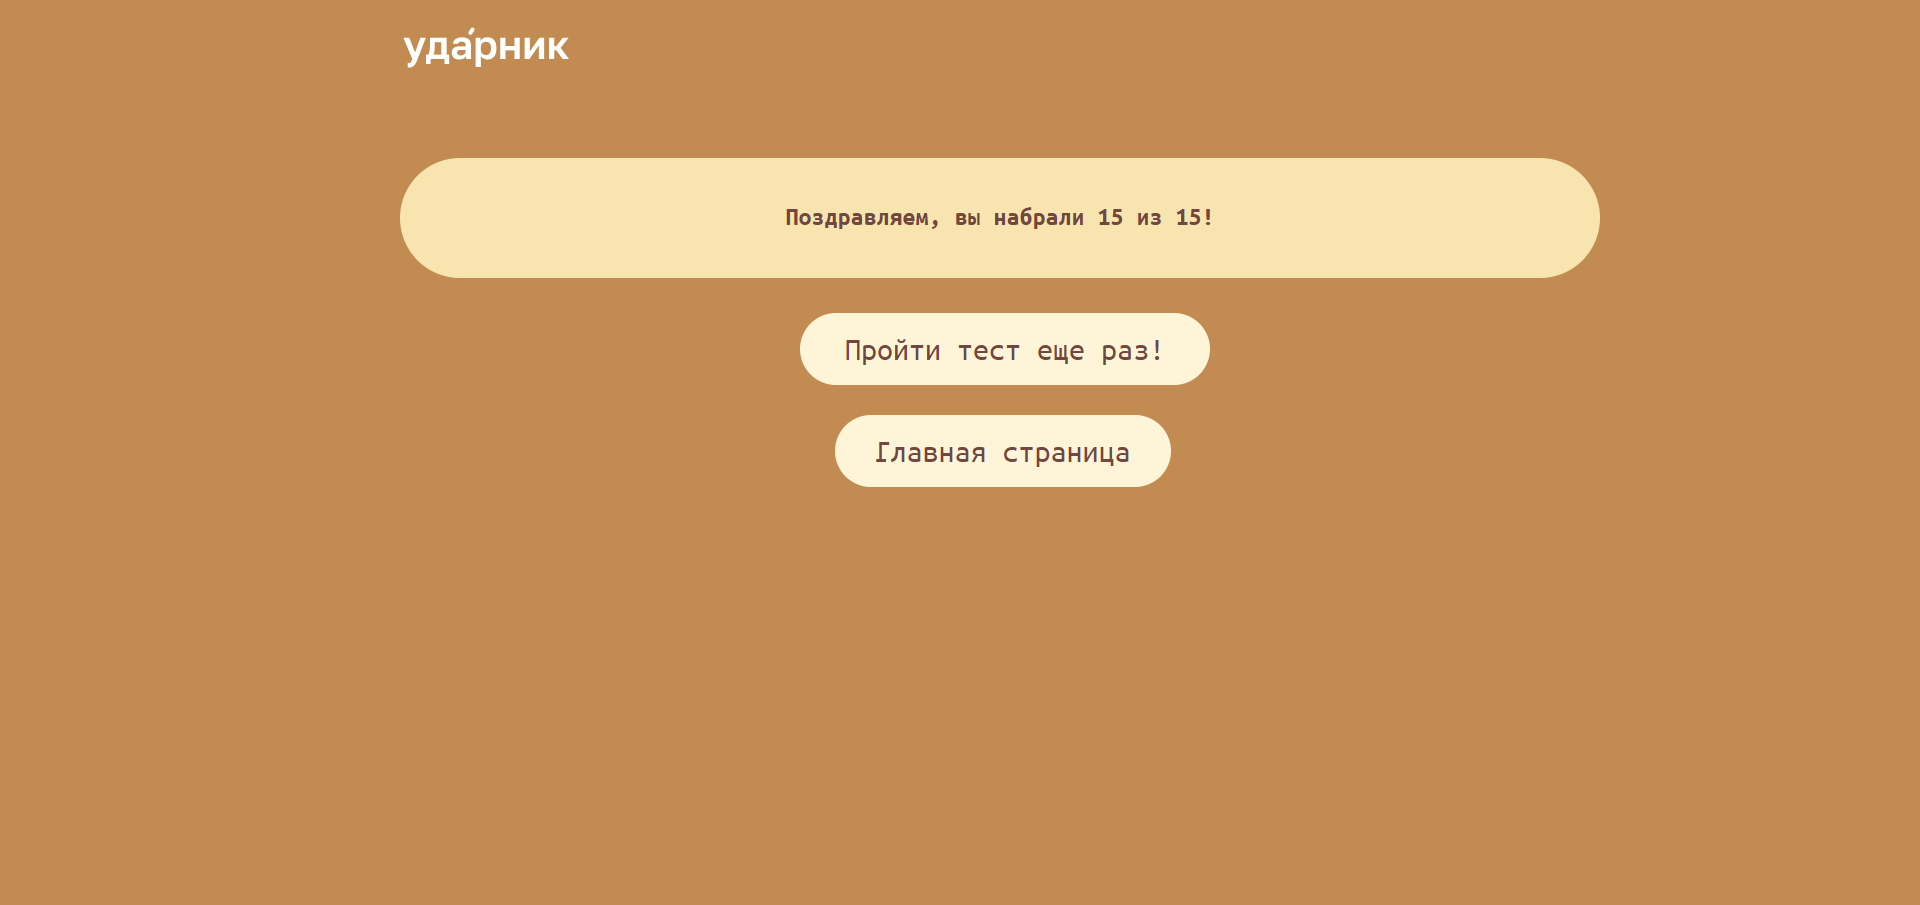 уда́рник
Поздравляем, вы набрали 15 из 15!
Пройти тест еще раз!
Главная страница